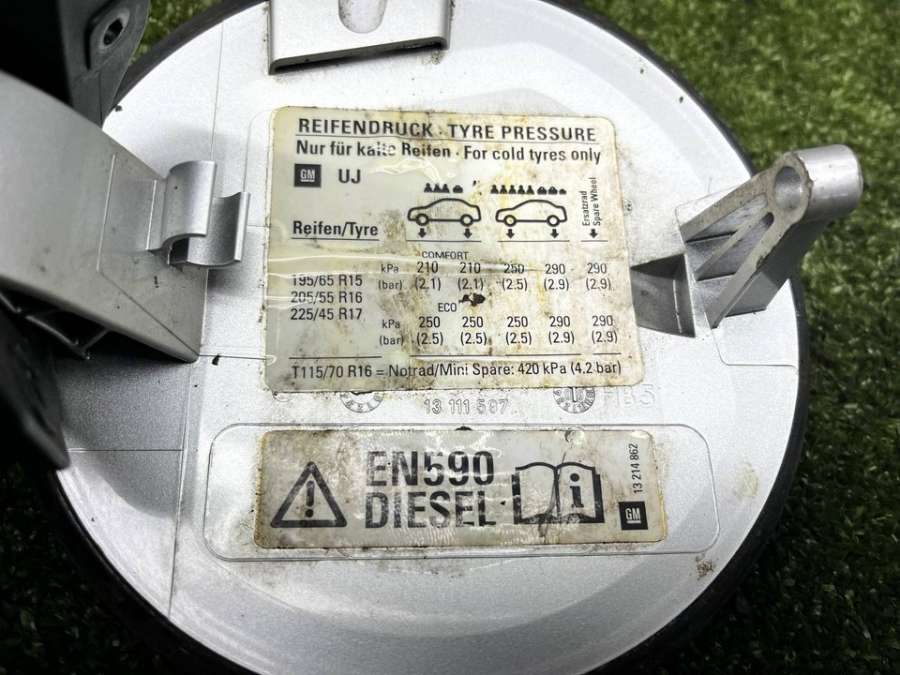 REIFENDRUCK · TYRE PRESSURE
Nur für kalte Reifen · For cold tyres only
GM UJ
Ersatzrad
Spare Wheel
Reifen/Tyre
COMFORT
195/65 R15
205/55 R16
225/45 R17
kPa 210 210 250 290 290
(bar) (2.1) (2.1) (2.5) (2.9) (2.9)
ECO
kPa 250 250 250 290 290
(bar) (2.5) (2.5) (2.5) (2.9) (2.9)
T115/70 R16 = Notrad/Mini Spare: 420 kPa (4.2 bar)
13 111 597
EN590
DIESEL
i
GM
13 214 862